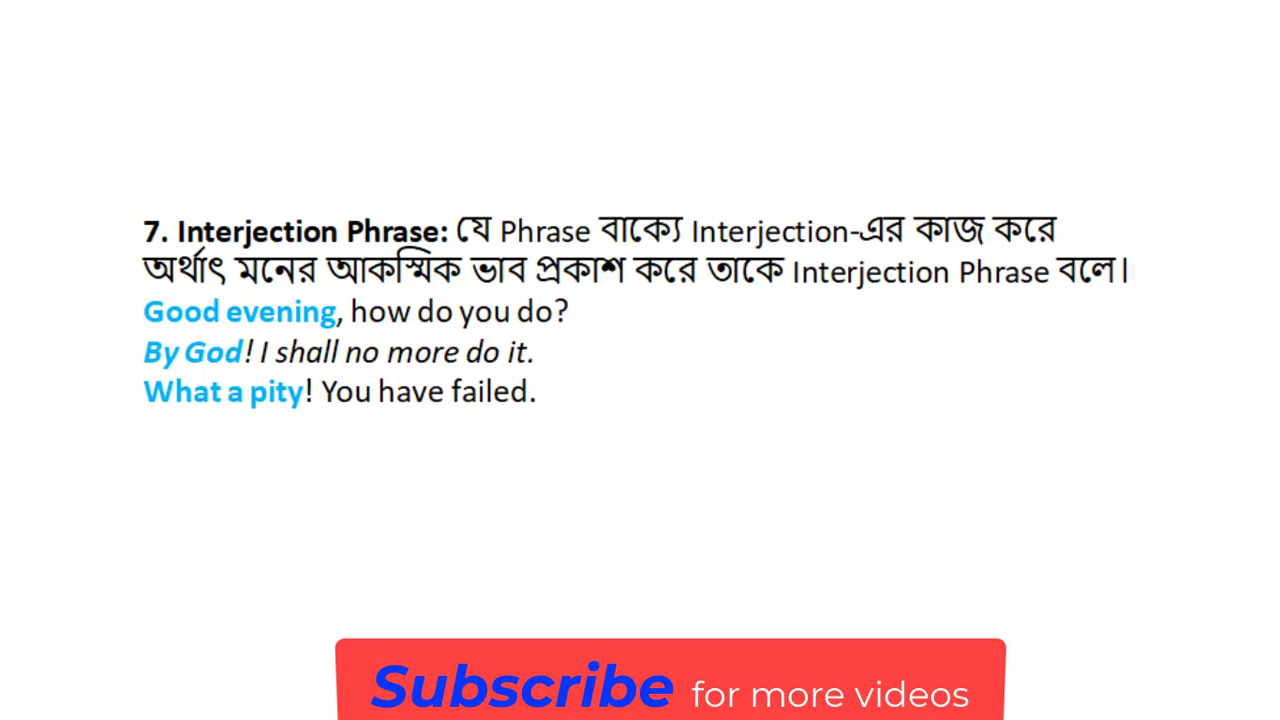 7. Interjection Phrase: যে Phrase বাক্যে Interjection-এর কাজ করে
অর্থাৎ মনের আকস্মিক ভাব প্রকাশ করে তাকে Interjection Phrase বলে।
Good evening, how do you do?
By God! I shall no more do it.
What a pity! You have failed.
Subscribe for more videos